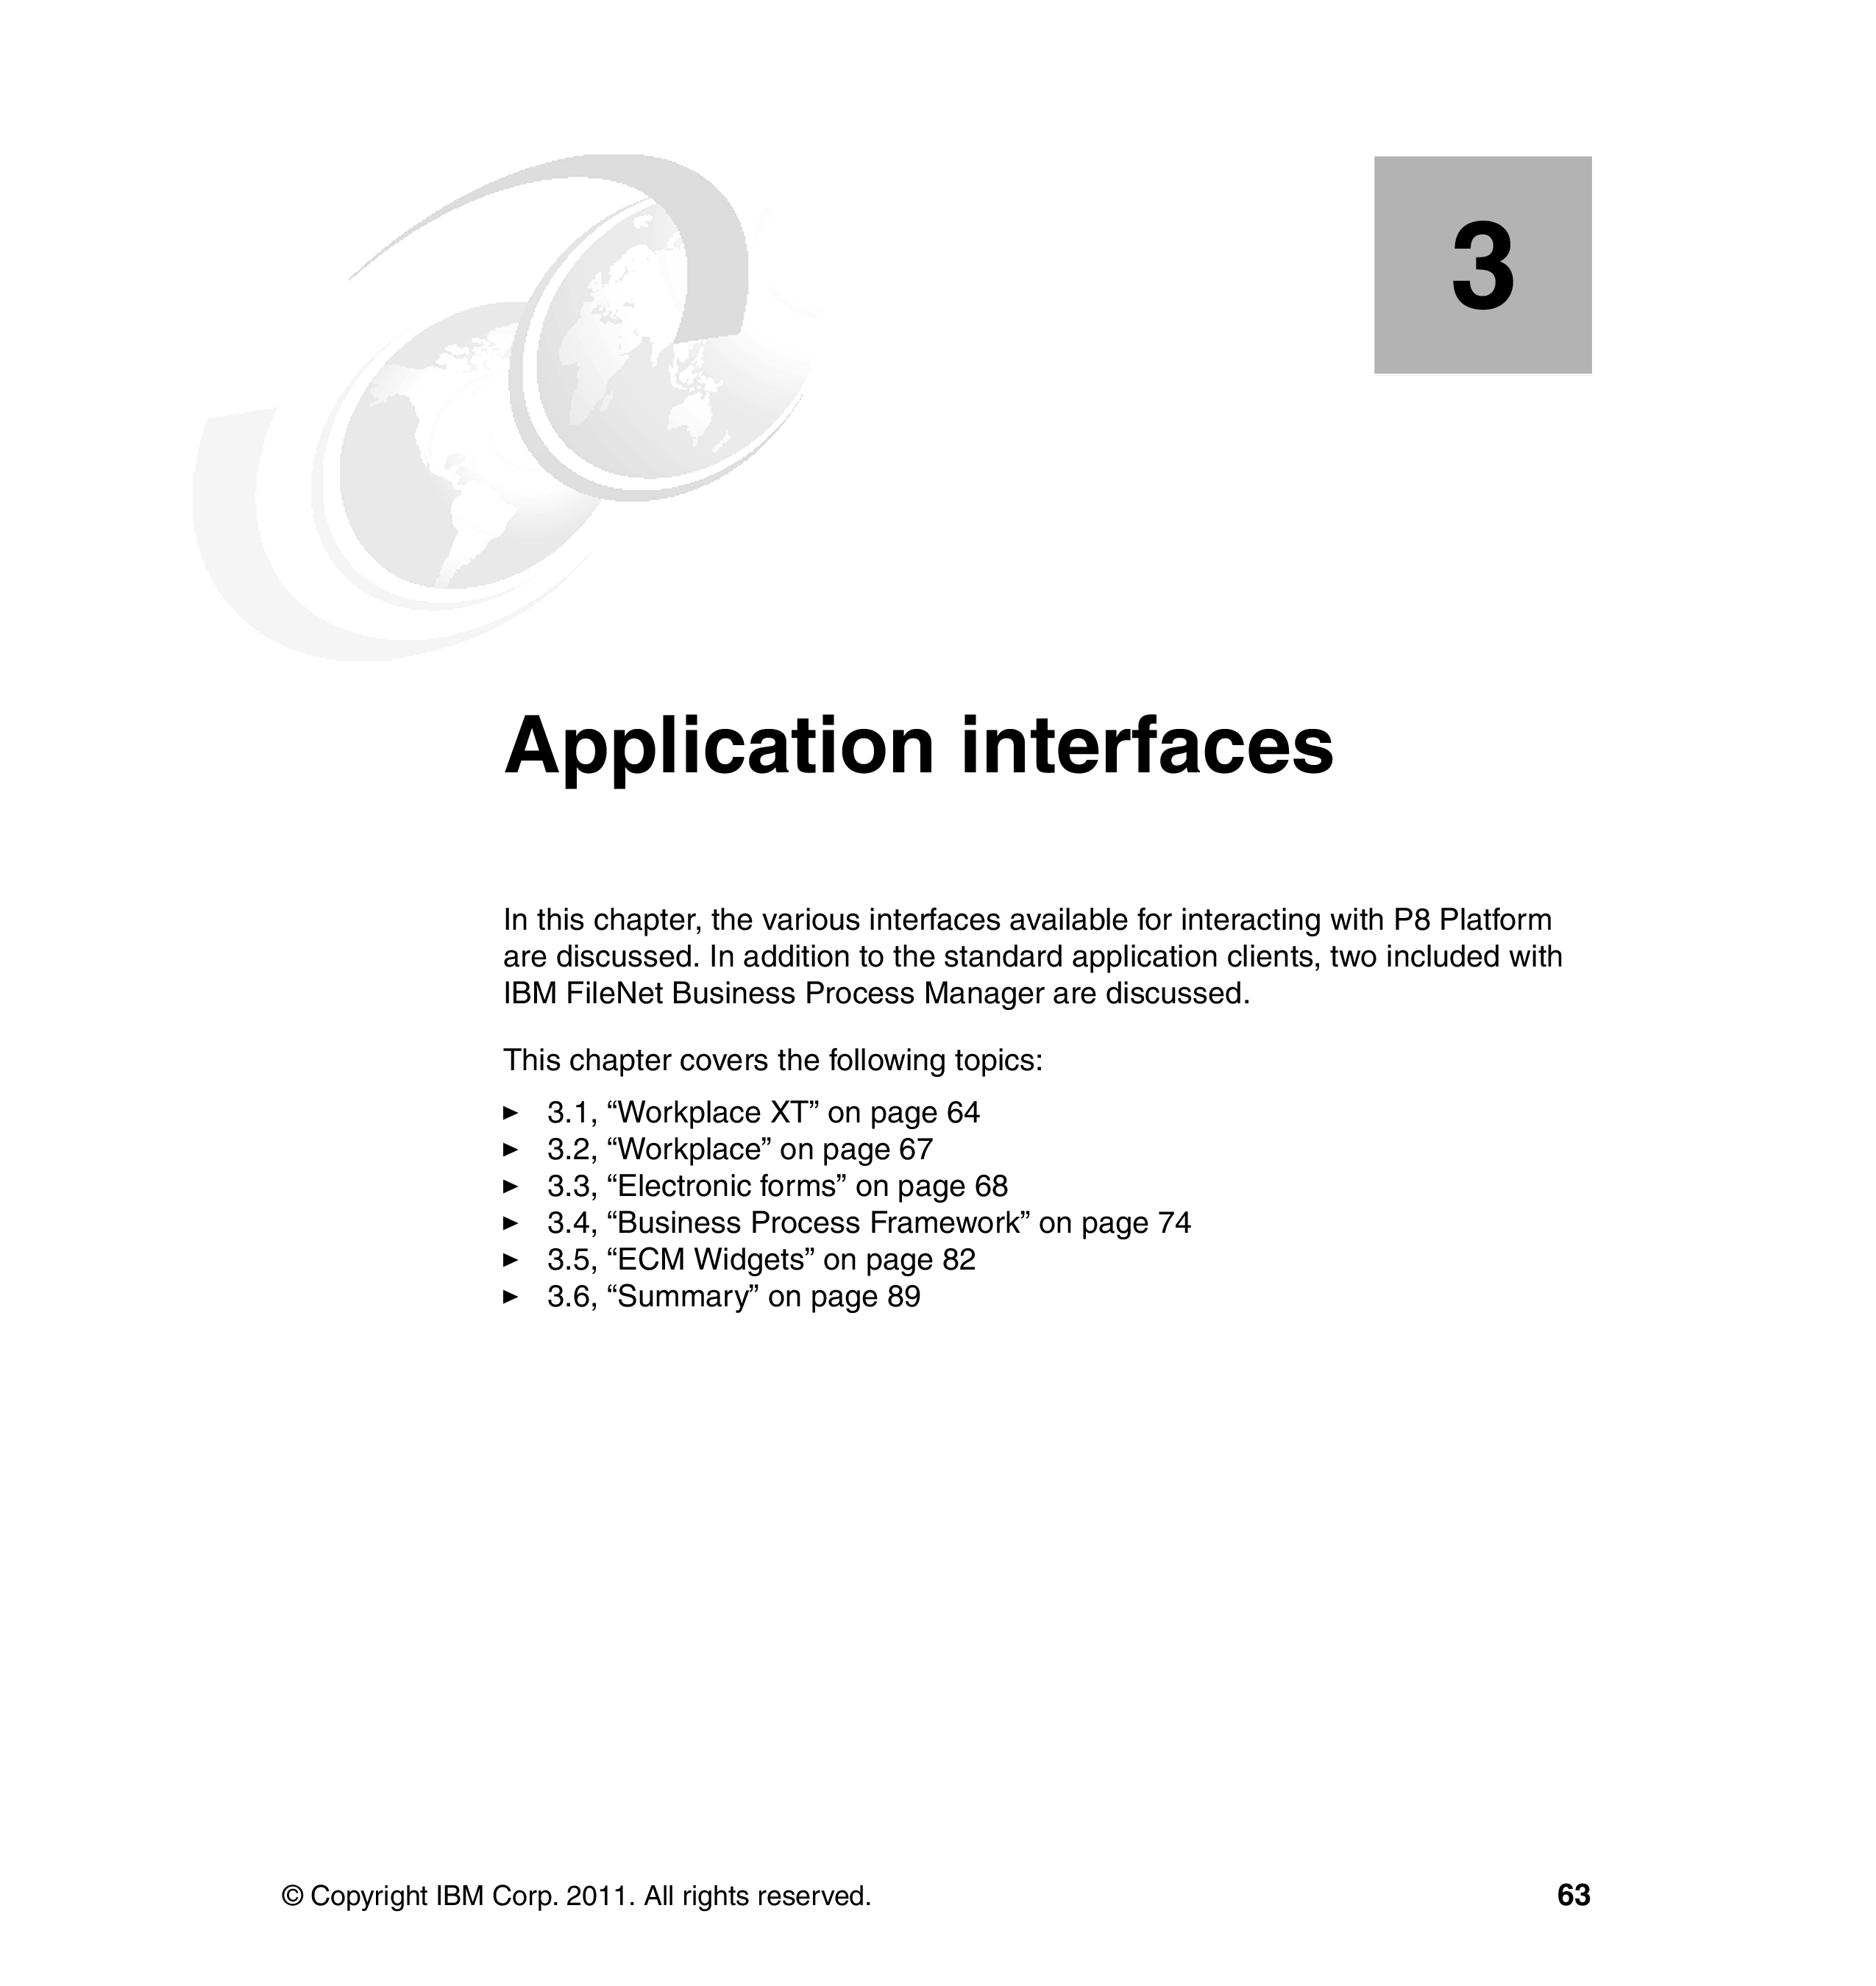 3
Application interfaces
In this chapter, the various interfaces available for interacting with P8 Platform
are discussed. In addition to the standard application clients, two included with
IBM FileNet Business Process Manager are discussed.
This chapter covers the following topics:
► 3.1, “Workplace XT” on page 64
► 3.2, “Workplace” on page 67
► 3.3, “Electronic forms” on page 68
► 3.4, “Business Process Framework” on page 74
► 3.5, “ECM Widgets” on page 82
► 3.6, “Summary” on page 89
© Copyright IBM Corp. 2011. All rights reserved. 63